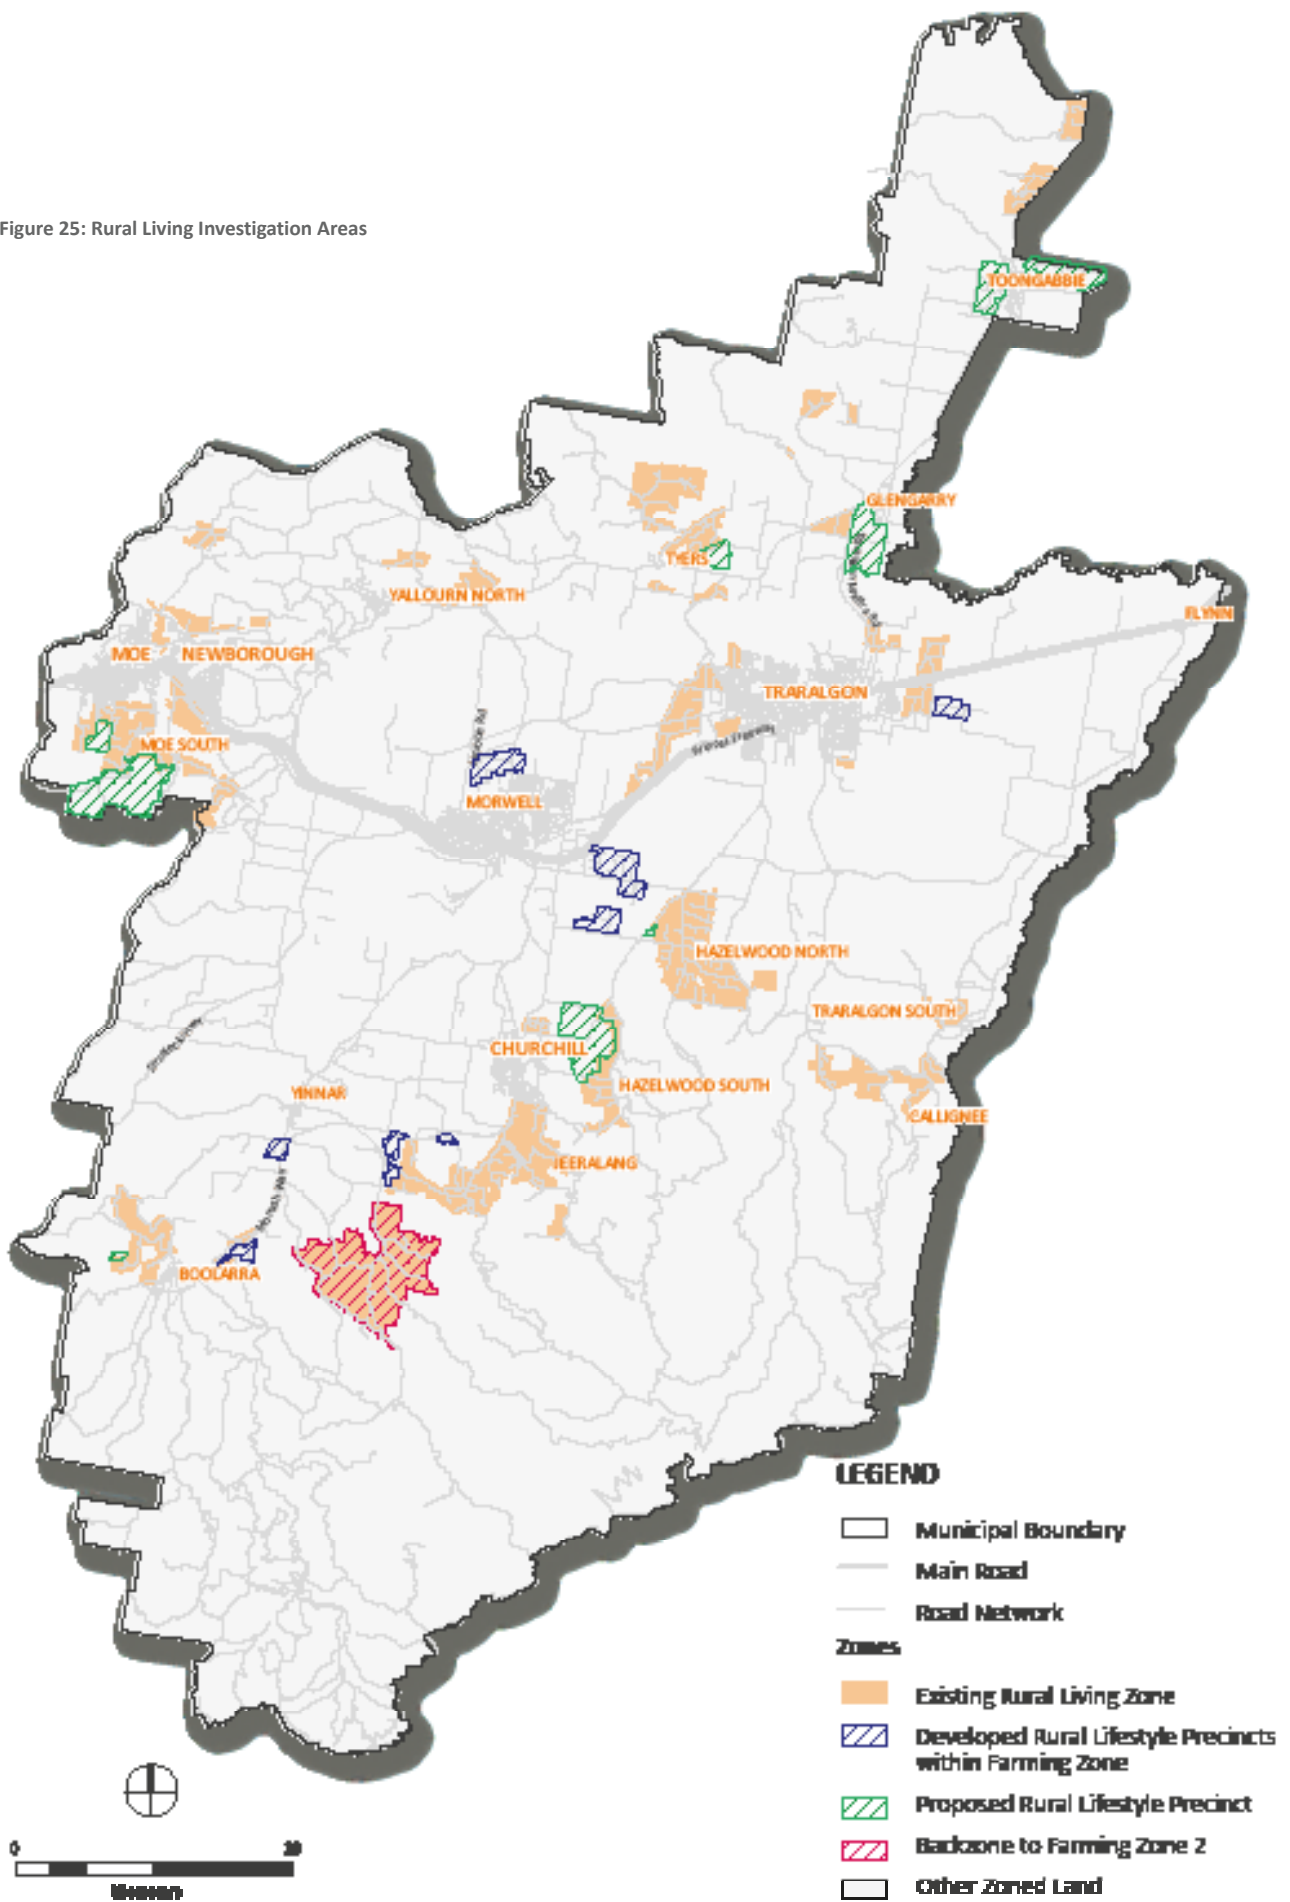 Figure 25: Rural Living Investigation Areas
TOONGABBIE
GLENGARRY
TYERS
YALLOURN NORTH
FLYNN
MOE
NEWBOROUGH
TRARALGON
MOE SOUTH
MORWELL
HAZELWOOD NORTH
TRARALGON SOUTH
CHURCHILL
HAZELWOOD SOUTH
YINNAR
CALLIGNEE
JEERALANG
BOOLARRA
LEGEND
Municipal Boundary
Main Road
Road Network
Zones
Existing Rural Living Zone
Developed Rural Lifestyle Precincts
within Farming Zone
Proposed Rural Lifestyle Precinct
Backzone to Farming Zone 2
Other Zoned Land
0